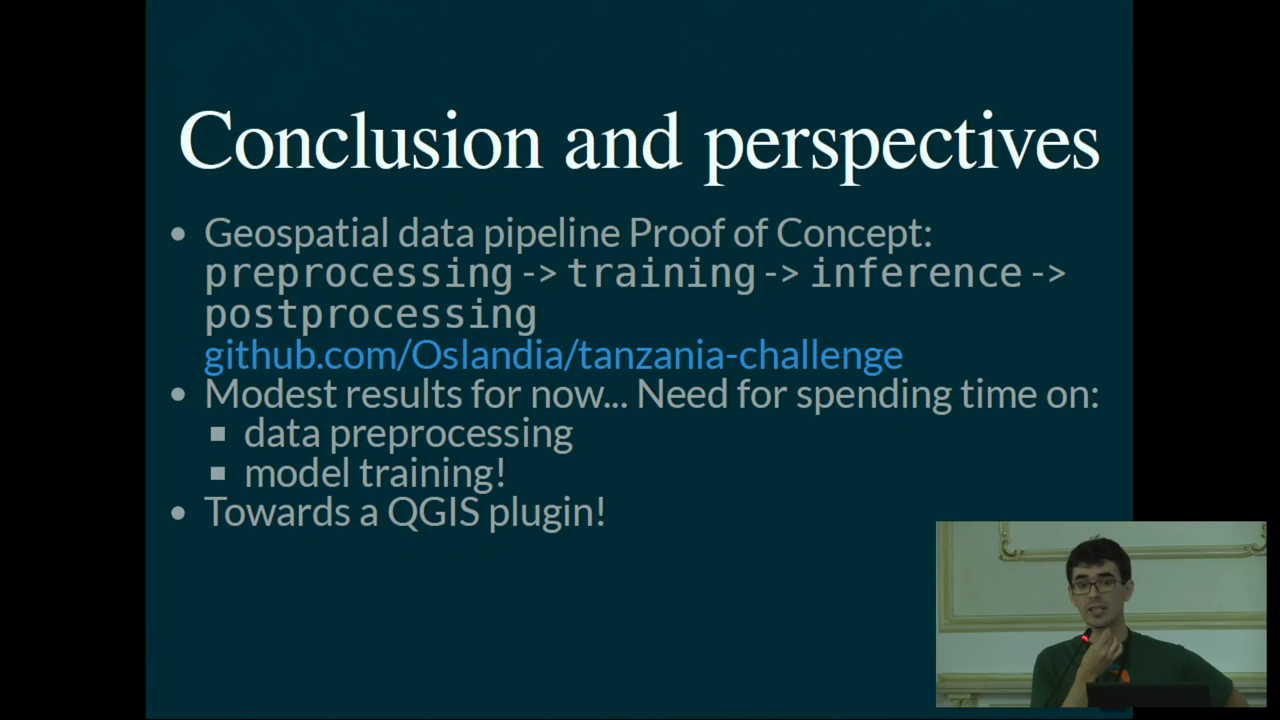 Conclusion and perspectives
• Geospatial data pipeline Proof of Concept:
preprocessing -> training -> inference ->
postprocessing
github.com/Oslandia/tanzania-challenge
• Modest results for now... Need for spending time on:
▪ data preprocessing
▪ model training!
• Towards a QGIS plugin!